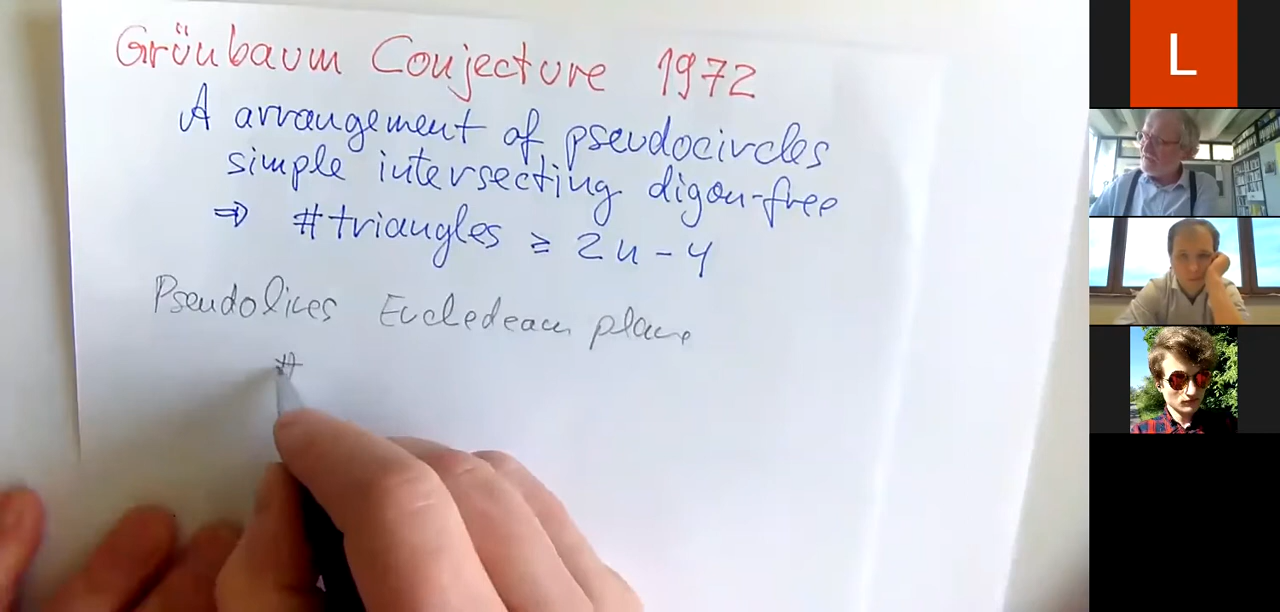 Grünbaum Conjecture 1972
A arrangement of pseudocircles
simple intersecting digon-free
⇒ #triangles ≥ 2n-4
Pseudolines Eucledean plane
#
L